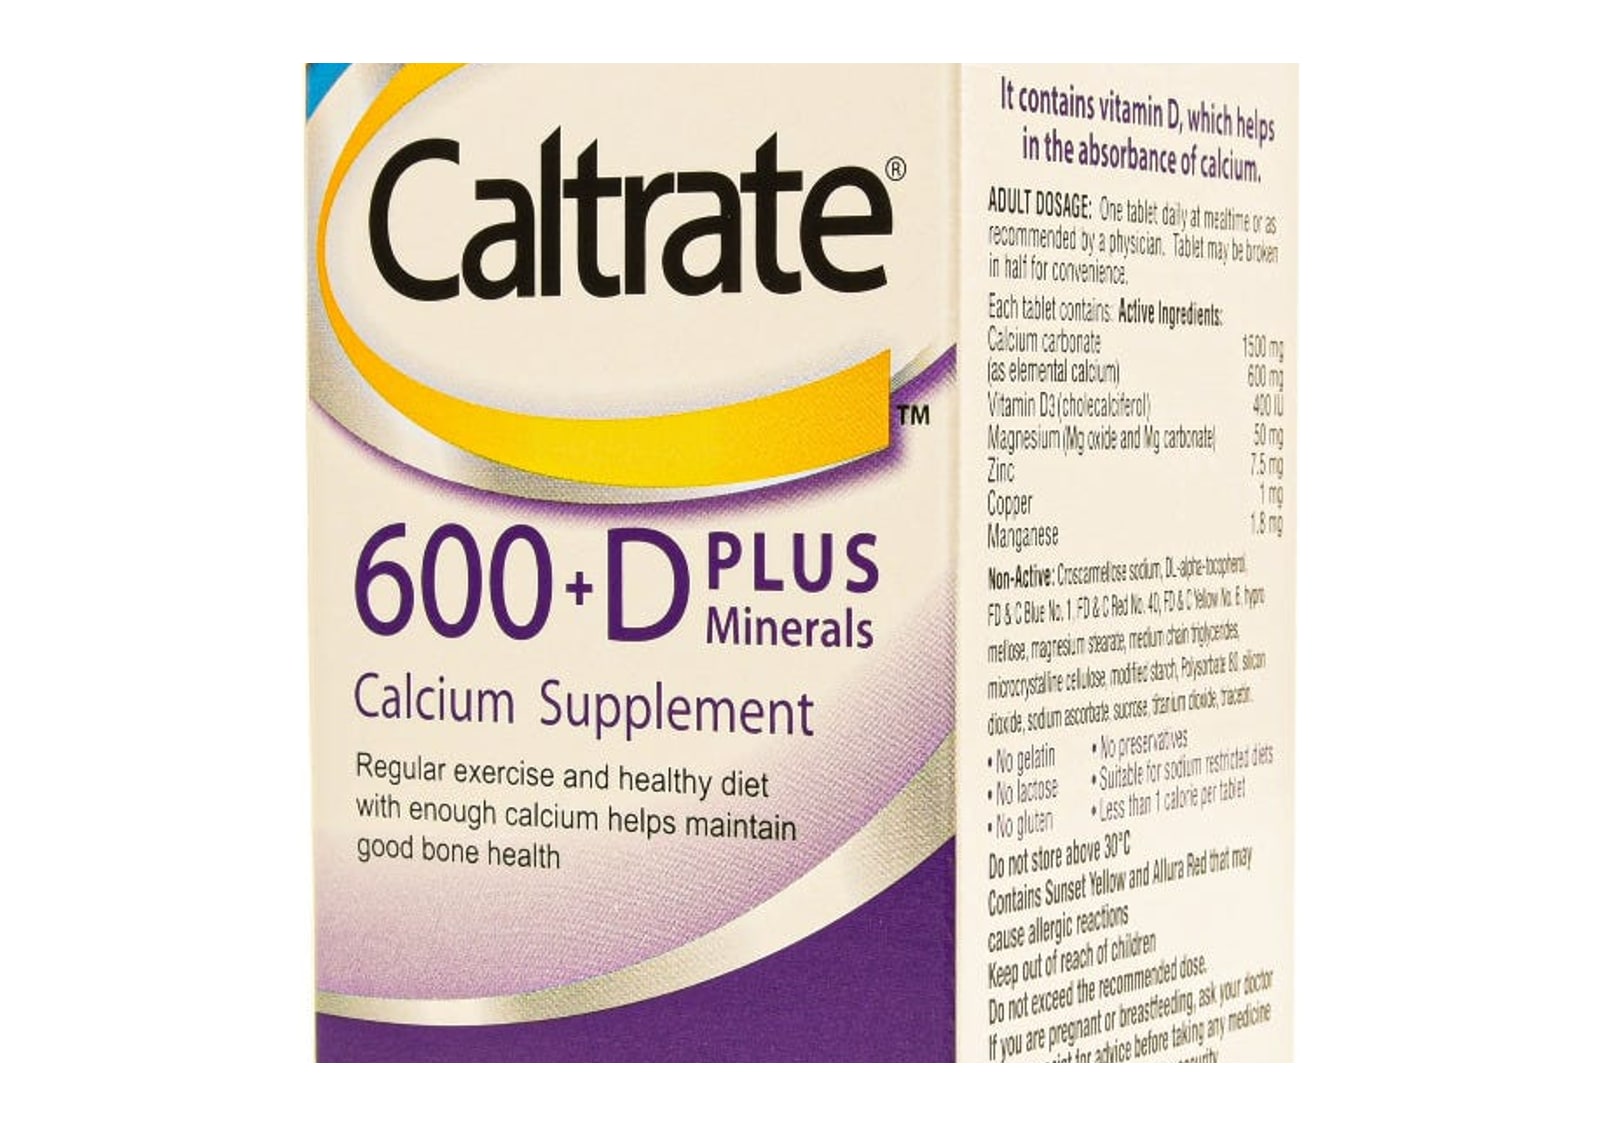 Caltrate®
TM
600+D PLUS
Minerals
Calcium Supplement
Regular exercise and healthy diet
with enough calcium helps maintain
good bone health
It contains vitamin D, which helps
in the absorbance of calcium.
ADULT DOSAGE: One tablet daily at mealtime or as
recommended by a physician. Tablet may be broken
in half for convenience.
Each tablet contains: Active Ingredients:
Calcium carbonate 1500 mg
(as elemental calcium) 600 mg
Vitamin D3 (cholecalciferol) 400 IU
Magnesium (Mg oxide and Mg carbonate) 50 mg
Zinc 7.5 mg
Copper 1 mg
Manganese 1.8 mg
Non-Active: Croscarmellose sodium, DL-alpha-tocopherol,
FD & C Blue No. 1, FD & C Red No. 40, FD & C Yellow No. 6, hypro
mellose, magnesium stearate, medium chain triglycerides,
microcrystalline cellulose, modified starch, Polysorbate 80, silicon
dioxide, sodium ascorbate, sucrose, titanium dioxide, triacetin.
• No gelatin • No preservatives
• No lactose • Suitable for sodium restricted diets
• No gluten • Less than 1 calorie per tablet
Do not store above 30°C
Contains Sunset Yellow and Allura Red that may
cause allergic reactions
Keep out of reach of children
Do not exceed the recommended dose.
If you are pregnant or breastfeeding, ask your doctor
for advice before taking any medicine